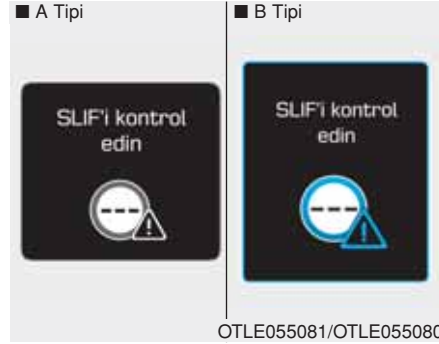 ■ A Tipi
SLIF'i kontrol
edin
---
■ B Tipi
SLIF'i kontrol
edin
---
OTLE055081/OTLE055080